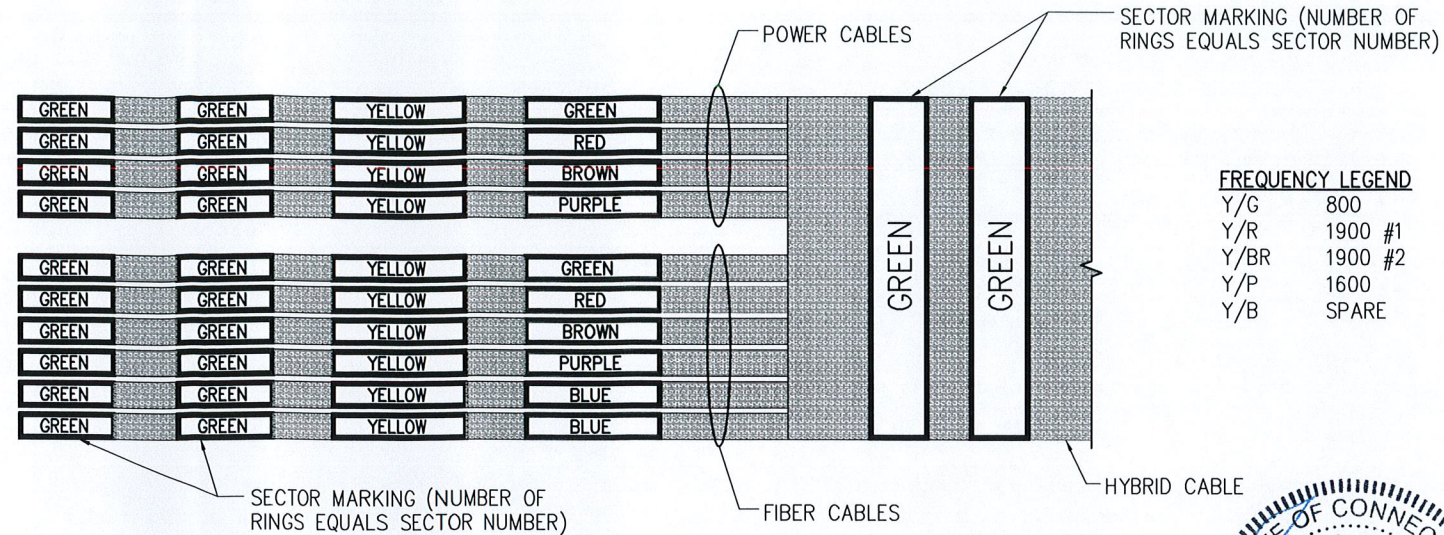 SECTOR MARKING (NUMBER OF
RINGS EQUALS SECTOR NUMBER)
POWER CABLES
GREEN GREEN YELLOW GREEN
GREEN GREEN YELLOW RED
GREEN GREEN YELLOW BROWN
GREEN GREEN YELLOW PURPLE
GREEN GREEN YELLOW GREEN
GREEN GREEN YELLOW RED
GREEN GREEN YELLOW BROWN
GREEN GREEN YELLOW PURPLE
GREEN GREEN YELLOW BLUE
GREEN GREEN YELLOW BLUE
GREEN
GREEN
FREQUENCY LEGEND
Y/G 800
Y/R 1900 #1
Y/BR 1900 #2
Y/P 1600
Y/B SPARE
SECTOR MARKING (NUMBER OF
RINGS EQUALS SECTOR NUMBER)
FIBER CABLES
HYBRID CABLE
OF